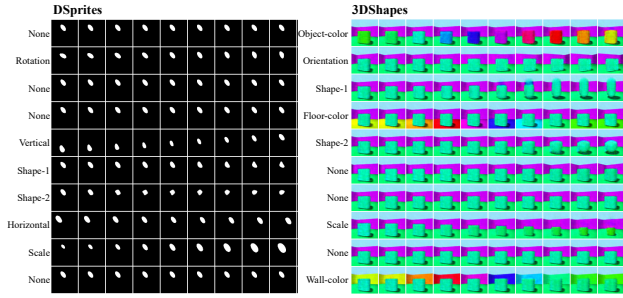 DSprites
None
Rotation
None
None
Vertical
Shape-1
Shape-2
Horizontal
Scale
None
3DShapes
Object-color
Orientation
Shape-1
Floor-color
Shape-2
None
None
Scale
None
Wall-color